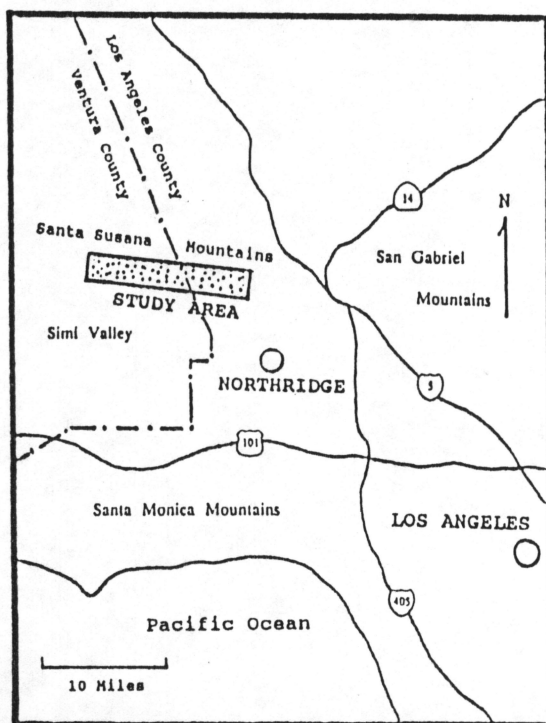 Los Angeles County
Ventura County
14
N
Santa Susana Mountains
San Gabriel
Mountains
STUDY AREA
Simi Valley
NORTHRIDGE
5
101
Santa Monica Mountains
LOS ANGELES
405
Pacific Ocean
10 Miles